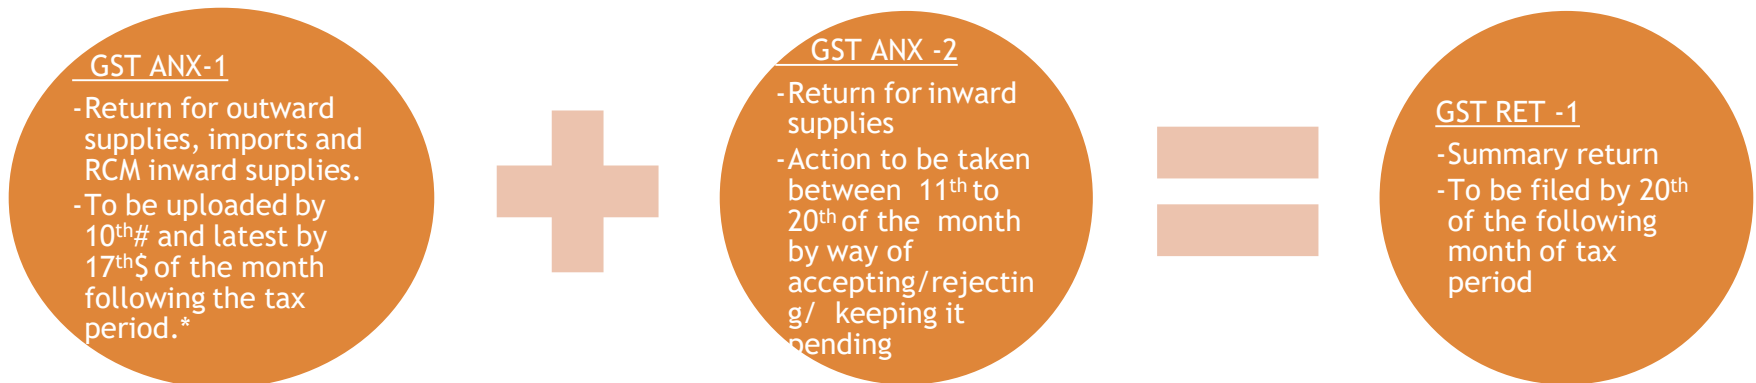 GST ANX-1
-Return for outward
supplies, imports and
RCM inward supplies.
-To be uploaded by
10th# and latest by
17th$ of the month
following the tax
period.*
GST ANX -2
-Return for inward
supplies
-Action to be taken
between 11th to
20th of the month
by way of
accepting/rejectin
g/ keeping it
pending
GST RET -1
-Summary return
-To be filed by 20th
of the following
month of tax
period